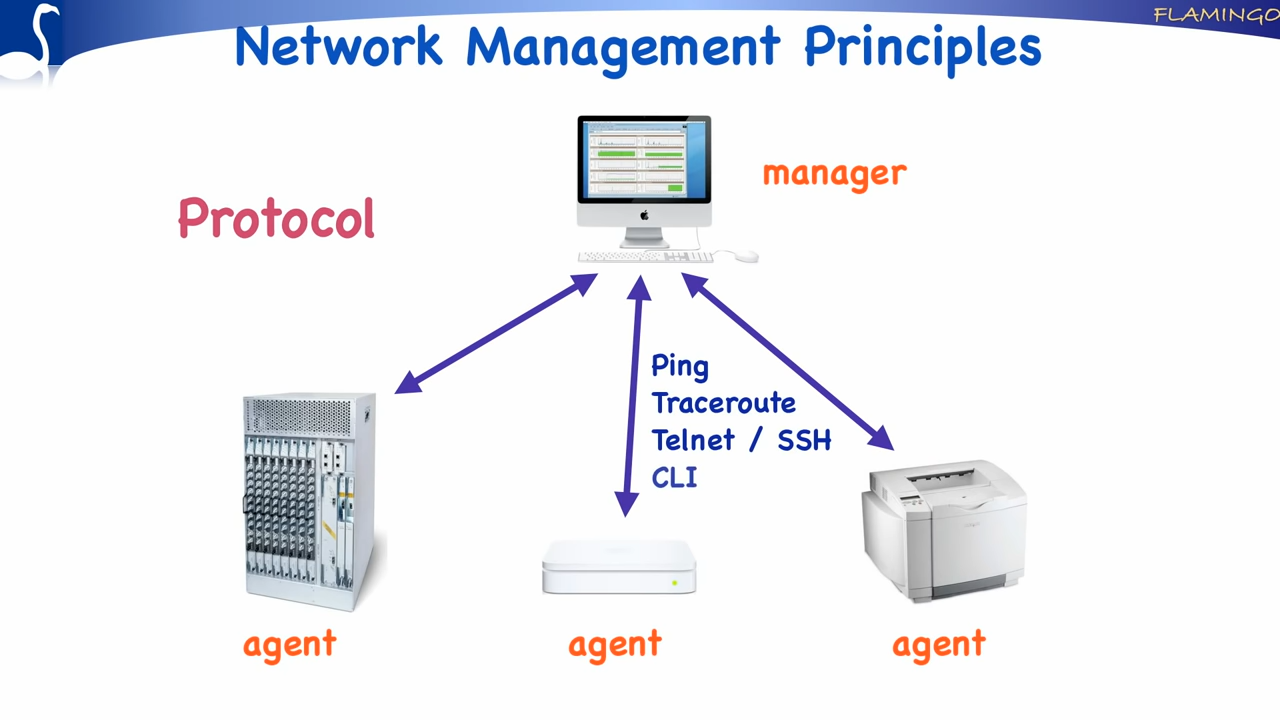 FLAMINGO
Network Management Principles
manager
Protocol
Ping
Traceroute
Telnet / SSH
CLI
agent
agent
agent